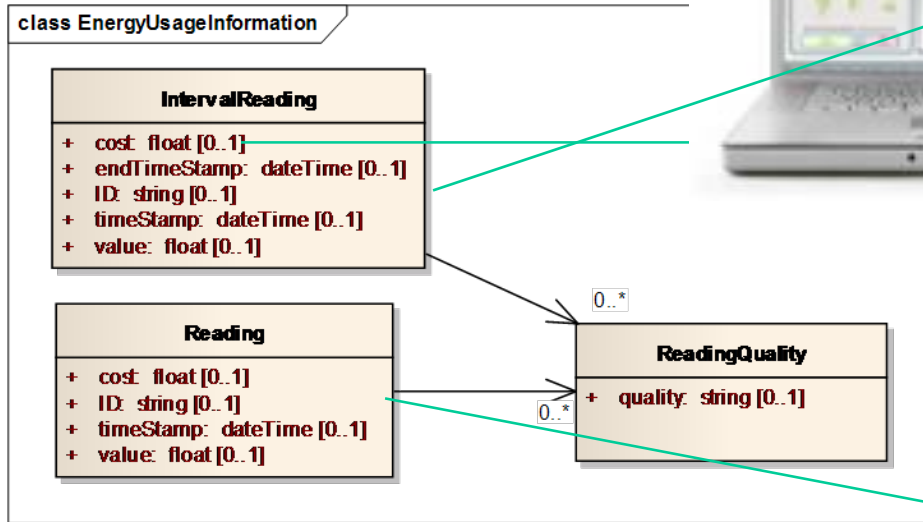 class EnergyUsageInformation
IntervalReading
+ cost: float [0..1]
+ endTimeStamp: dateTime [0..1]
+ ID: string [0..1]
+ timeStamp: dateTime [0..1]
+ value: float [0..1]
0..*
Reading
+ cost: float [0..1]
+ ID: string [0..1]
+ timeStamp: dateTime [0..1]
+ value: float [0..1]
0..*
ReadingQuality
+ quality: string [0..1]